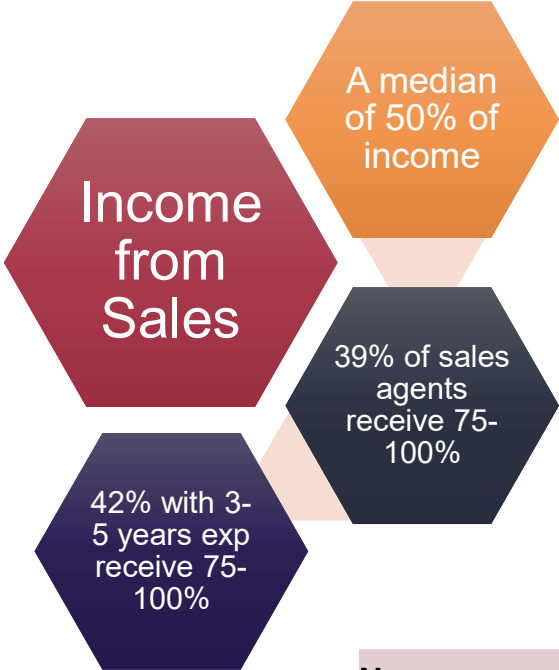 A median
of 50% of
income
Income
from
Sales
39% of sales
agents
receive 75-
100%
42% with 3-
5 years exp
receive 75-
100%